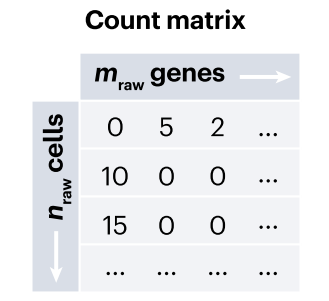 Count matrix
m_raw genes
n_raw cells
0 5 2 ...
10 0 0 ...
15 0 0 ...
... ... ... ...